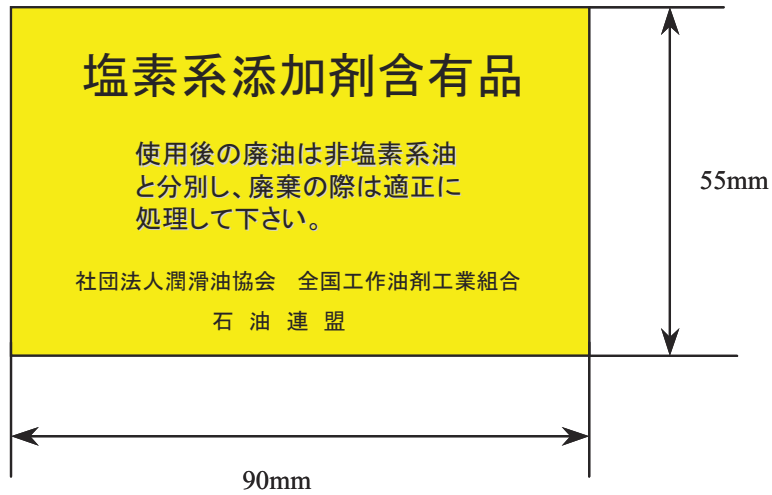 塩素系添加剤含有品
使用後の廃油は非塩素系油
と分別し、廃棄の際は適正に
処理して下さい。
社団法人潤滑油協会　全国工作油剤工業組合
石油連盟
55mm
90mm